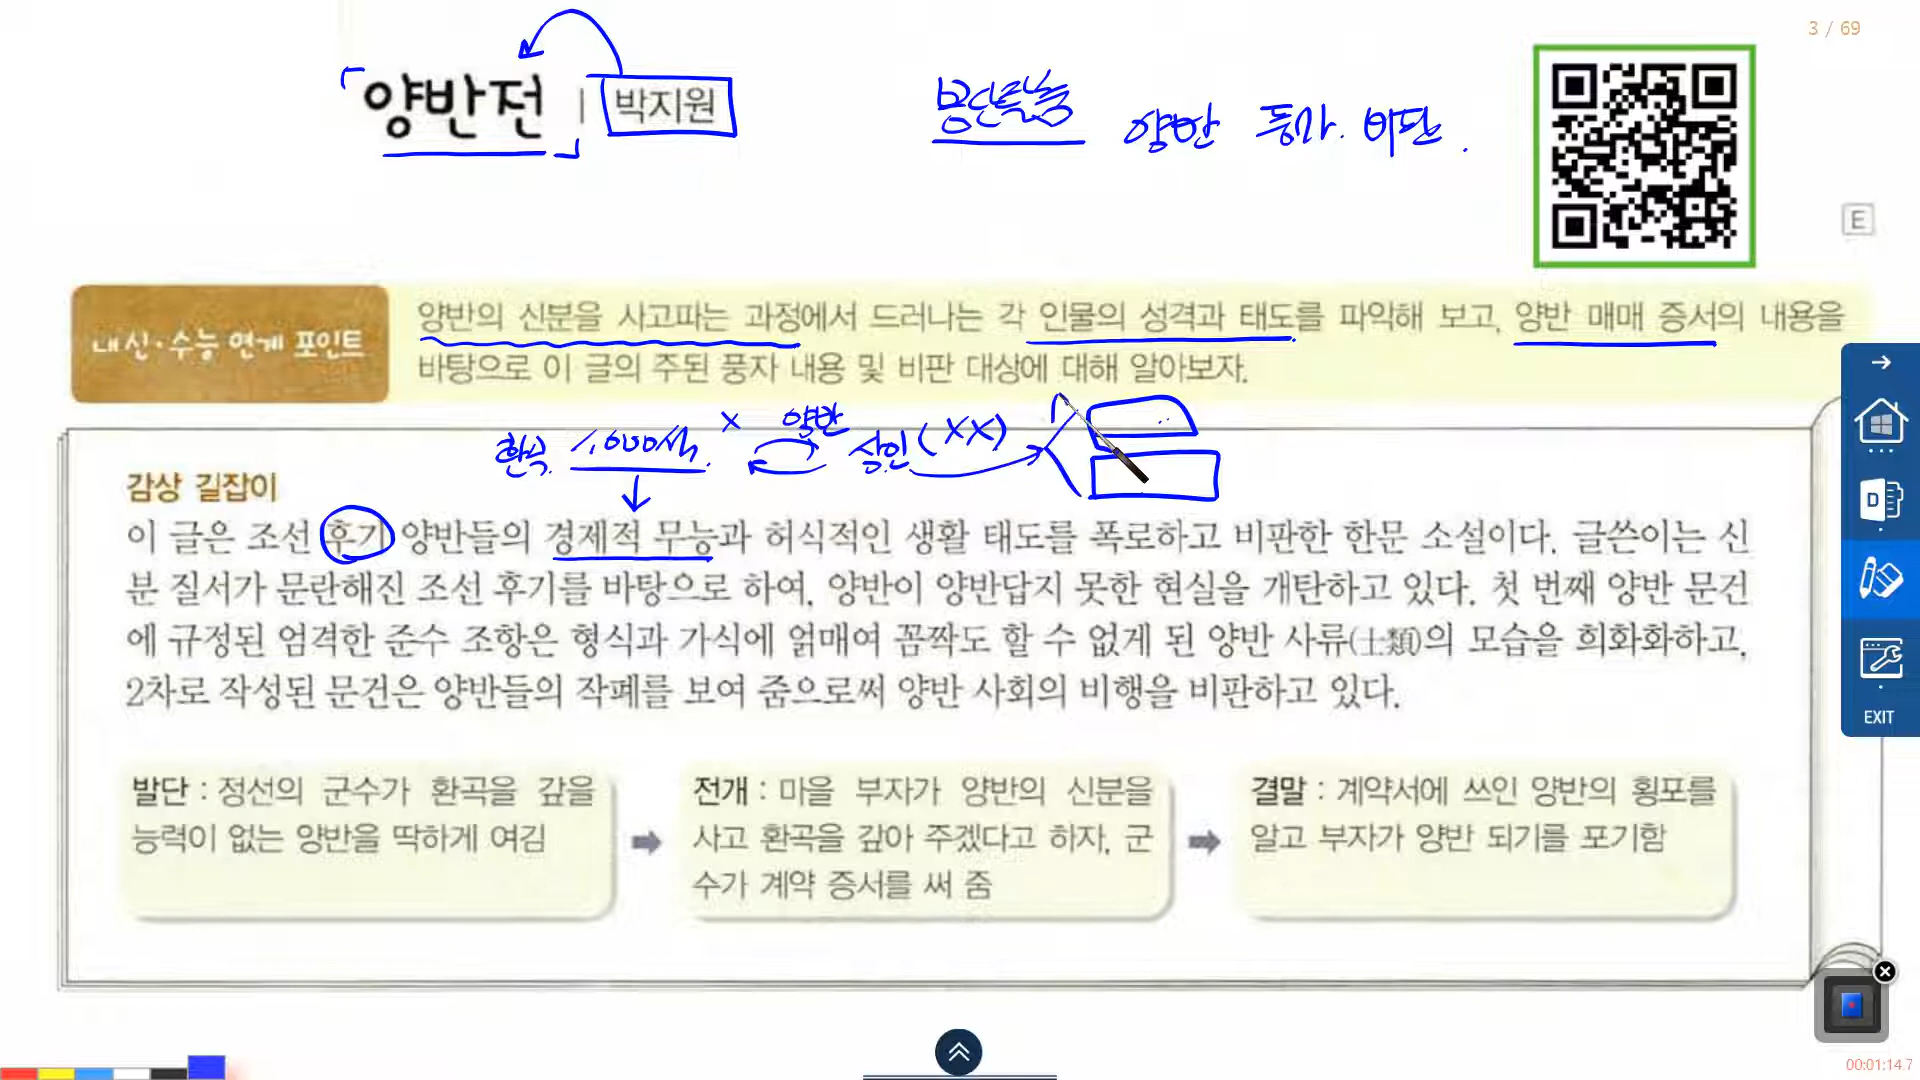 3 / 69
「양반전」 | 박지원
양반 풍자. 비판.
E
내신·수능 연계 포인트
양반의 신분을 사고파는 과정에서 드러나는 각 인물의 성격과 태도를 파악해 보고, 양반 매매 증서의 내용을
바탕으로 이 글의 주된 풍자 내용 및 비판 대상에 대해 알아보자.
환곡 1,000석 × 양반 상인 (××)
감상 길잡이
이 글은 조선 후기 양반들의 경제적 무능과 허식적인 생활 태도를 폭로하고 비판한 한문 소설이다. 글쓴이는 신
분 질서가 문란해진 조선 후기를 바탕으로 하여, 양반이 양반답지 못한 현실을 개탄하고 있다. 첫 번째 양반 문건
에 규정된 엄격한 준수 조항은 형식과 가식에 얽매여 꼼짝도 할 수 없게 된 양반 사류(士類)의 모습을 희화화하고,
2차로 작성된 문건은 양반들의 작폐를 보여 줌으로써 양반 사회의 비행을 비판하고 있다.
발단 : 정선의 군수가 환곡을 갚을
능력이 없는 양반을 딱하게 여김
전개 : 마을 부자가 양반의 신분을
사고 환곡을 갚아 주겠다고 하자, 군
수가 계약 증서를 써 줌
결말 : 계약서에 쓰인 양반의 횡포를
알고 부자가 양반 되기를 포기함
D
EXIT
00:01:14.7